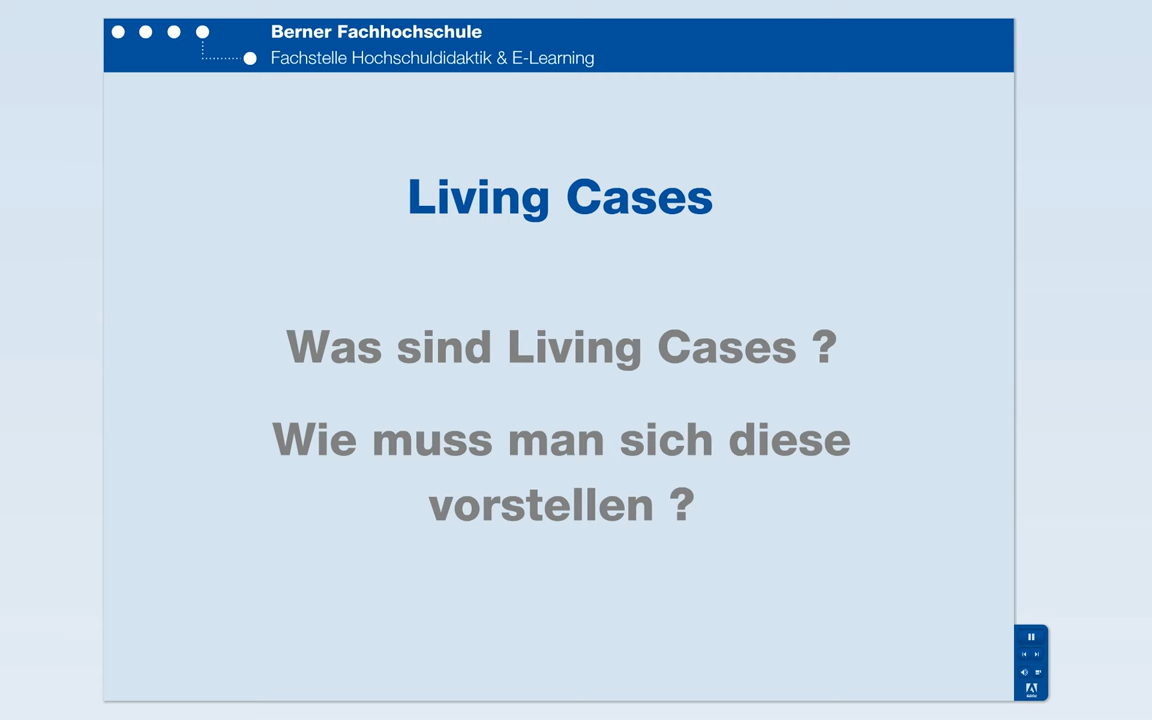 Berner Fachhochschule
Fachstelle Hochschuldidaktik & E-Learning
Living Cases
Was sind Living Cases ?
Wie muss man sich diese
vorstellen ?